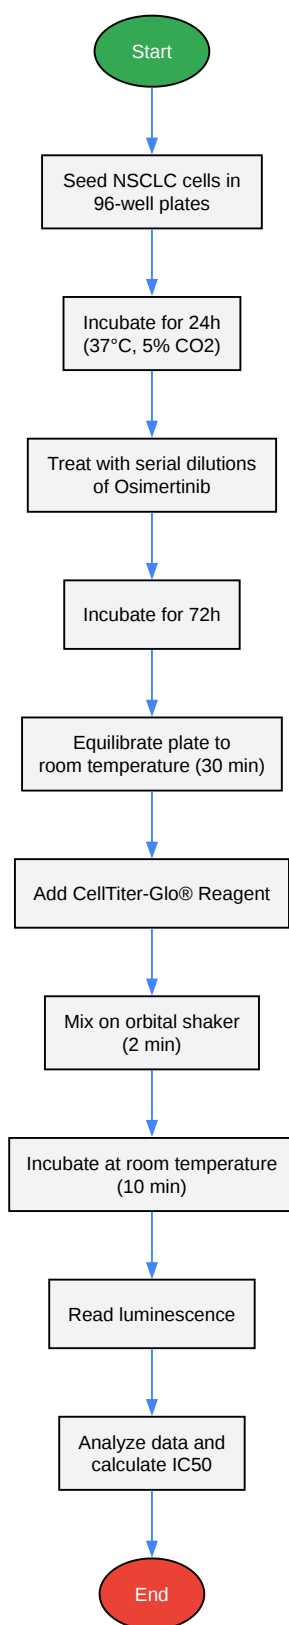 Start
Seed NSCLC cells in
96-well plates
Incubate for 24h
(37°C, 5% CO2)
Treat with serial dilutions
of Osimertinib
Incubate for 72h
Equilibrate plate to
room temperature (30 min)
Add CellTiter-Glo® Reagent
Mix on orbital shaker
(2 min)
Incubate at room temperature
(10 min)
Read luminescence
Analyze data and
calculate IC50
End